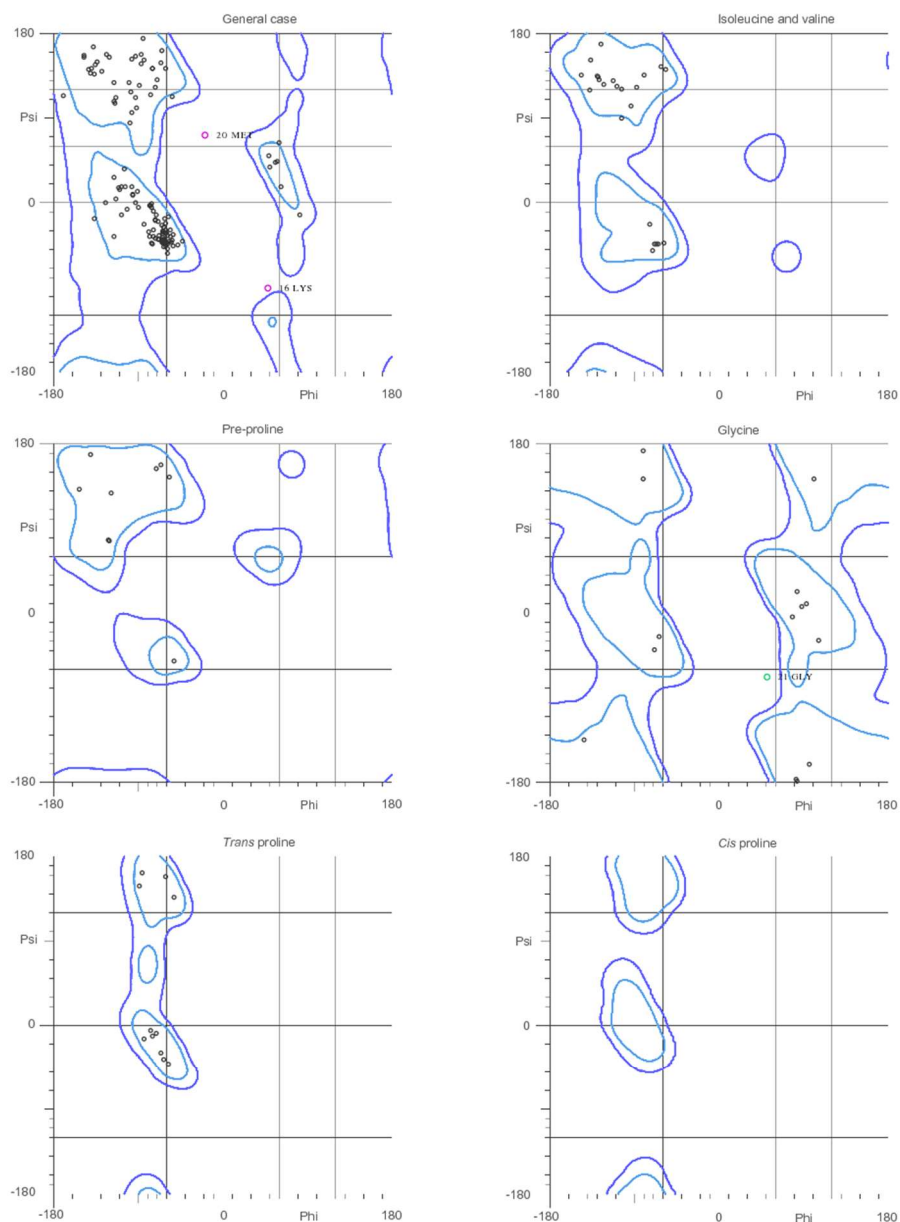 General case
180
Psi
20 MET
0
16 LYS
-180
-180
0
Phi
180
Isoleucine and valine
180
Psi
0
-180
-180
0
Phi
180
Pre-proline
180
Psi
0
-180
-180
0
Phi
180
Glycine
180
Psi
0
21 GLY
-180
-180
0
Phi
180
Trans proline
180
Psi
0
-180
-180
0
Phi
180
Cis proline
180
Psi
0
-180
-180
0
Phi
180